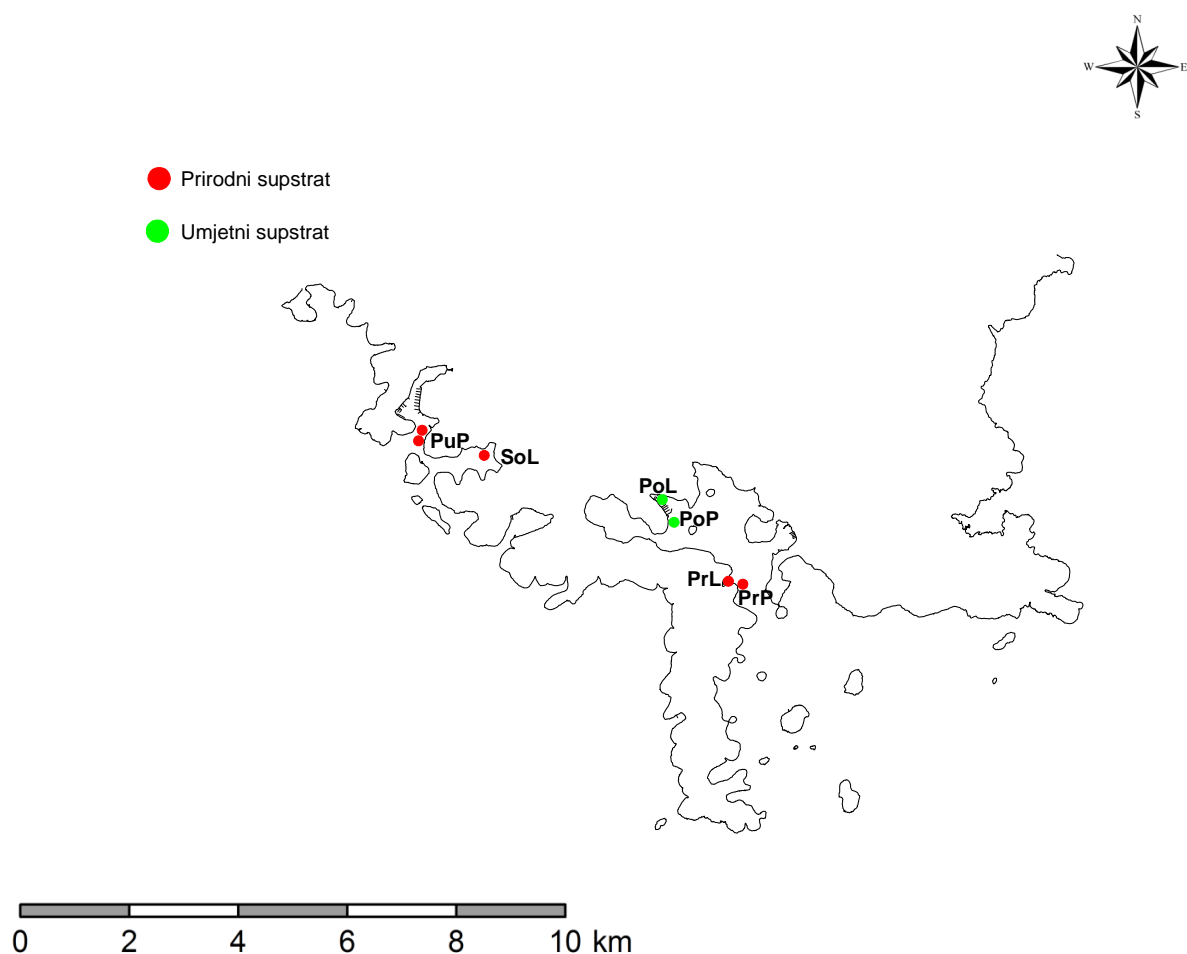 N
W E
S
Prirodni supstrat
Umjetni supstrat
PuP
SoL
PoL
PoP
PrL
PrP
0 2 4 6 8 10 km